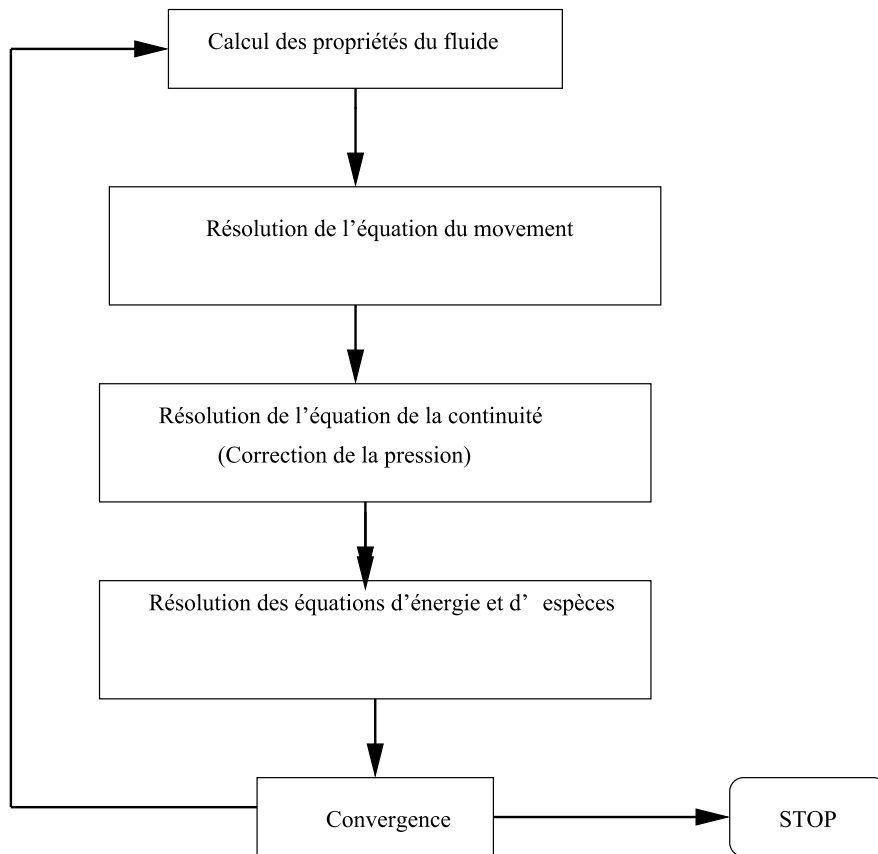 Calcul des propriétés du fluide
Résolution de l’équation du movement
Résolution de l’équation de la continuité
(Correction de la pression)
Résolution des équations d’énergie et d’ espèces
Convergence
STOP